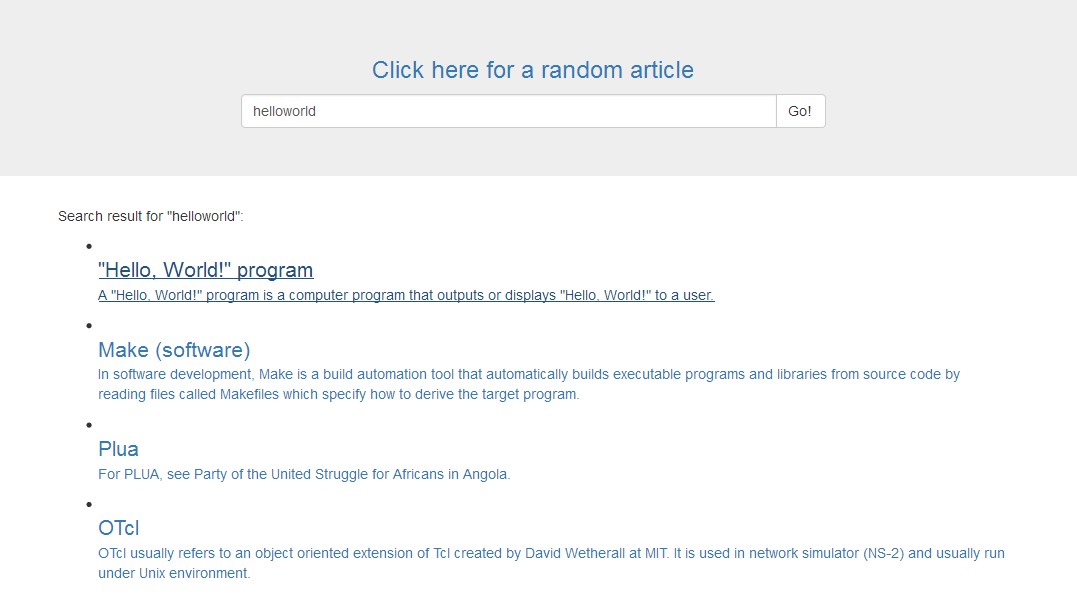 Click here for a random article
helloworld
Go!
Search result for "helloworld":
"Hello, World!" program
A "Hello, World!" program is a computer program that outputs or displays "Hello, World!" to a user.
Make (software)
In software development, Make is a build automation tool that automatically builds executable programs and libraries from source code by
reading files called Makefiles which specify how to derive the target program.
Plua
For PLUA, see Party of the United Struggle for Africans in Angola.
OTcl
OTcl usually refers to an object oriented extension of Tcl created by David Wetherall at MIT. It is used in network simulator (NS-2) and usually run
under Unix environment.